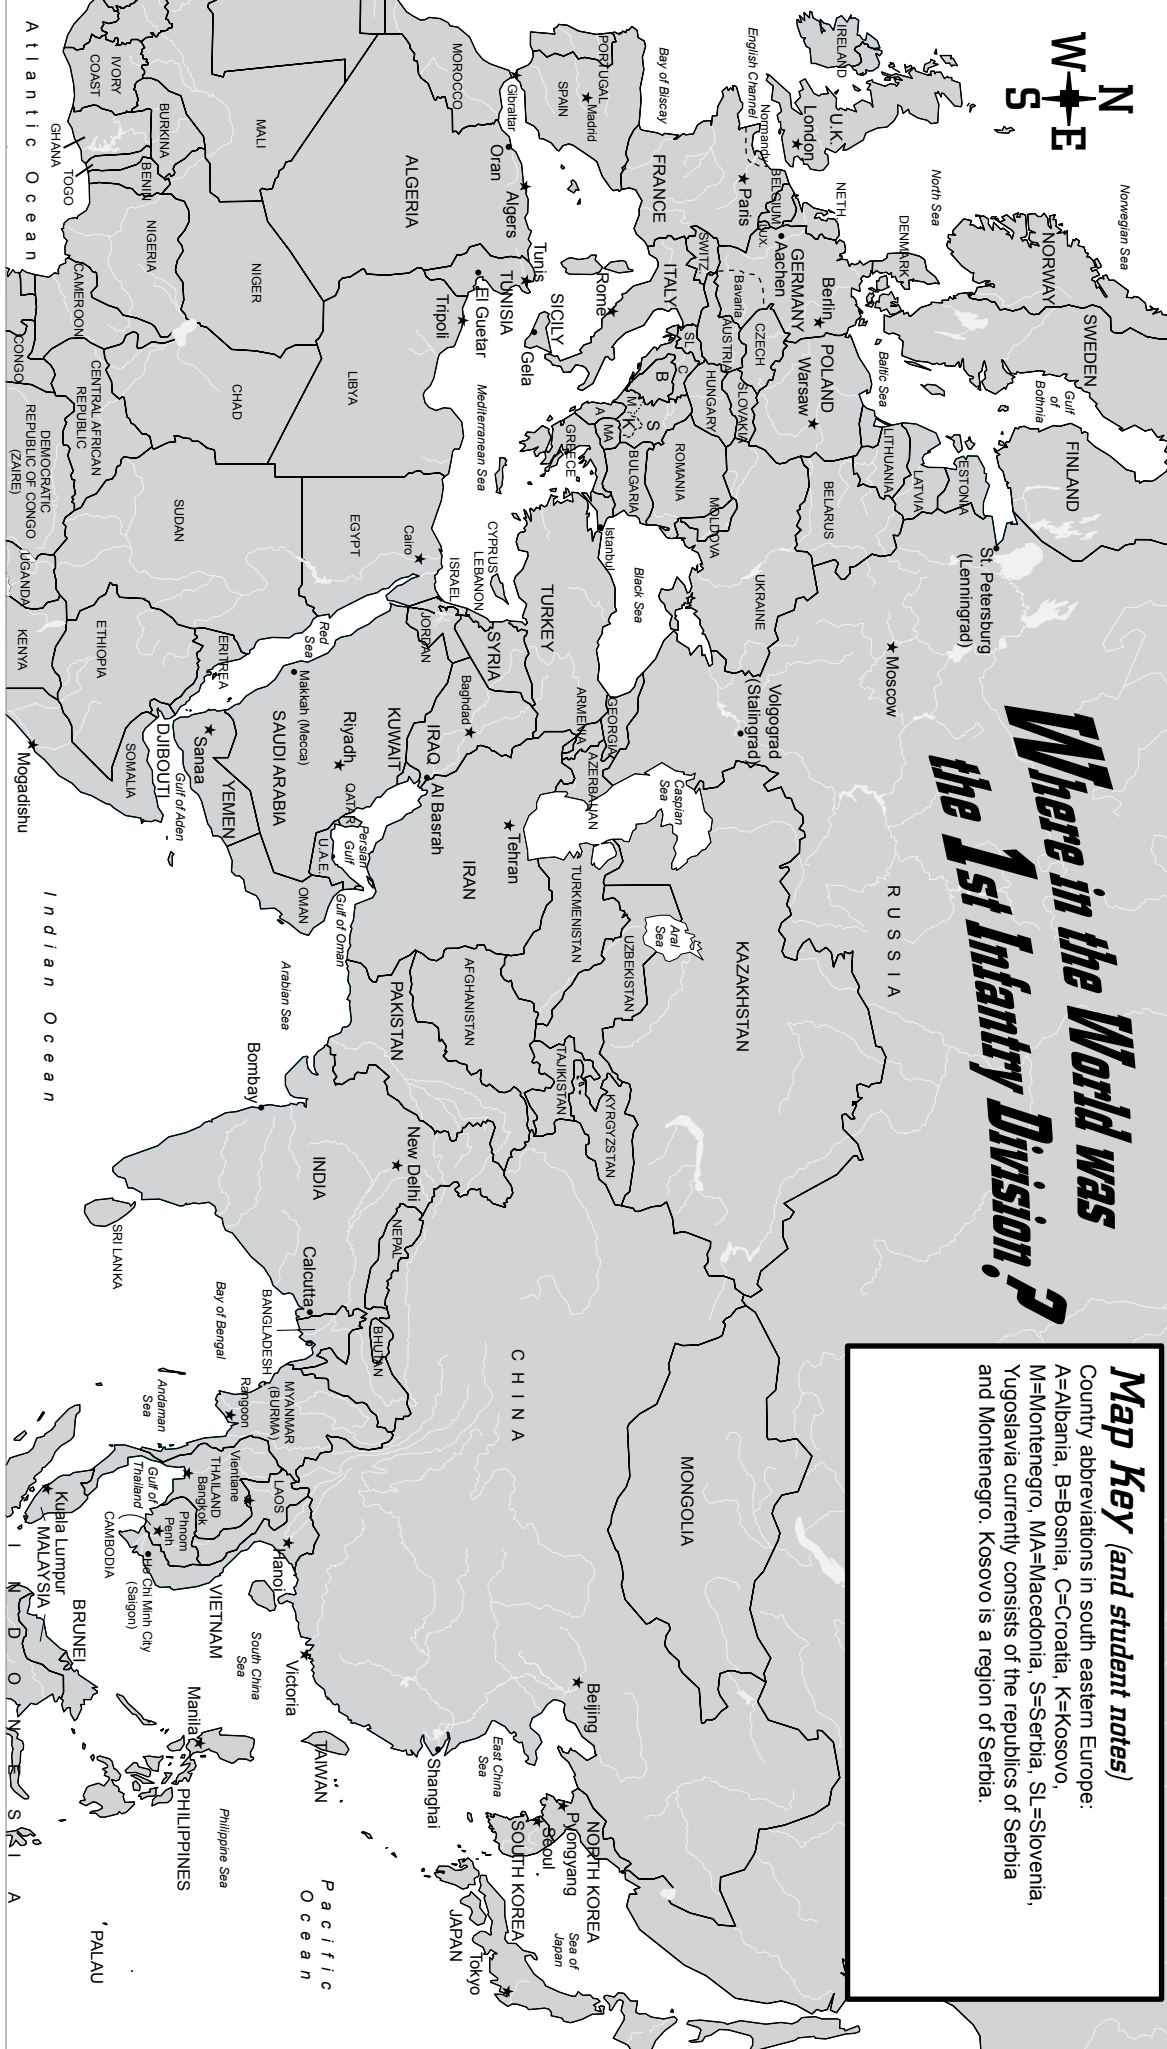 Where in the World was
the 1st Infantry Division?
Map Key (and student notes)
Country abbreviations in south eastern Europe:
A=Albania, B=Bosnia, C=Croatia, K=Kosovo,
M=Montenegro, MA=Macedonia, S=Serbia, SL=Slovenia,
Yugoslavia currently consists of the republics of Serbia
and Montenegro. Kosovo is a region of Serbia.
N
W
E
S
Norwegian Sea
NORWAY
SWEDEN
FINLAND
Gulf
of
Bothnia
North Sea
DENMARK
Baltic Sea
ESTONIA
LATVIA
LITHUANIA
St. Petersburg
(Lenningrad)
Moscow
RUSSIA
IRELAND
U.K.
London
English Channel
Normandy
NETH
BELGIUM
LUX.
Aachen
GERMANY
Berlin
Bavaria
POLAND
Warsaw
BELARUS
CZECH
SLOVAKIA
AUSTRIA
HUNGARY
SWITZ
Paris
FRANCE
Bay of Biscay
UKRAINE
MOLDOVA
ROMANIA
BULGARIA
Volgograd
(Stalingrad)
KAZAKHSTAN
MONGOLIA
PORTUGAL
SPAIN
Madrid
Gibraltar
ITALY
Rome
SICILY
Gela
SL
C
B
S
M
K
A
MA
GREECE
Istanbul
Black Sea
TURKEY
GEORGIA
ARMENIA
AZERBAIJAN
Caspian
Sea
Aral
Sea
UZBEKISTAN
TURKMENISTAN
KYRGYZSTAN
TAJIKISTAN
CHINA
Beijing
NORTH KOREA
Pyongyang
Seoul
SOUTH KOREA
Sea of
Japan
JAPAN
Tokyo
East China
Sea
Shanghai
MOROCCO
Oran
Algers
Tunis
TUNISIA
El Guetar
Tripoli
Mediterranean Sea
CYPRUS
LEBANON
ISRAEL
SYRIA
JORDAN
Baghdad
IRAQ
Al Basrah
KUWAIT
Tehran
IRAN
AFGHANISTAN
PAKISTAN
ALGERIA
LIBYA
EGYPT
Cairo
Red
Sea
Makkah (Mecca)
Riyadh
SAUDI ARABIA
QATAR
U.A.E.
Persian
Gulf
Gulf of Oman
OMAN
YEMEN
Sanaa
Gulf of Aden
Arabian Sea
New Delhi
NEPAL
BHUTAN
INDIA
Bombay
Calcutta
BANGLADESH
SRI LANKA
Bay of Bengal
MYANMAR
(BURMA)
Rangoon
Andaman
Sea
LAOS
Vientiane
THAILAND
Bangkok
Gulf of
Thailand
Phnom
Penh
CAMBODIA
Hanoi
VIETNAM
Ho Chi Minh City
(Saigon)
Victoria
South China
Sea
TAIWAN
Manila
PHILIPPINES
Philippine Sea
Pacific
Ocean
PALAU
Kuala Lumpur
MALAYSIA
BRUNEI
INDONESIA
MALI
NIGER
CHAD
SUDAN
ERITREA
DJIBOUTI
ETHIOPIA
SOMALIA
Mogadishu
KENYA
UGANDA
IVORY
COAST
BURKINA
GHANA
TOGO
BENIN
NIGERIA
CAMEROON
CENTRAL AFRICAN
REPUBLIC
CONGO
DEMOCRATIC
REPUBLIC OF CONGO
(ZAIRE)
Atlantic Ocean
Indian Ocean